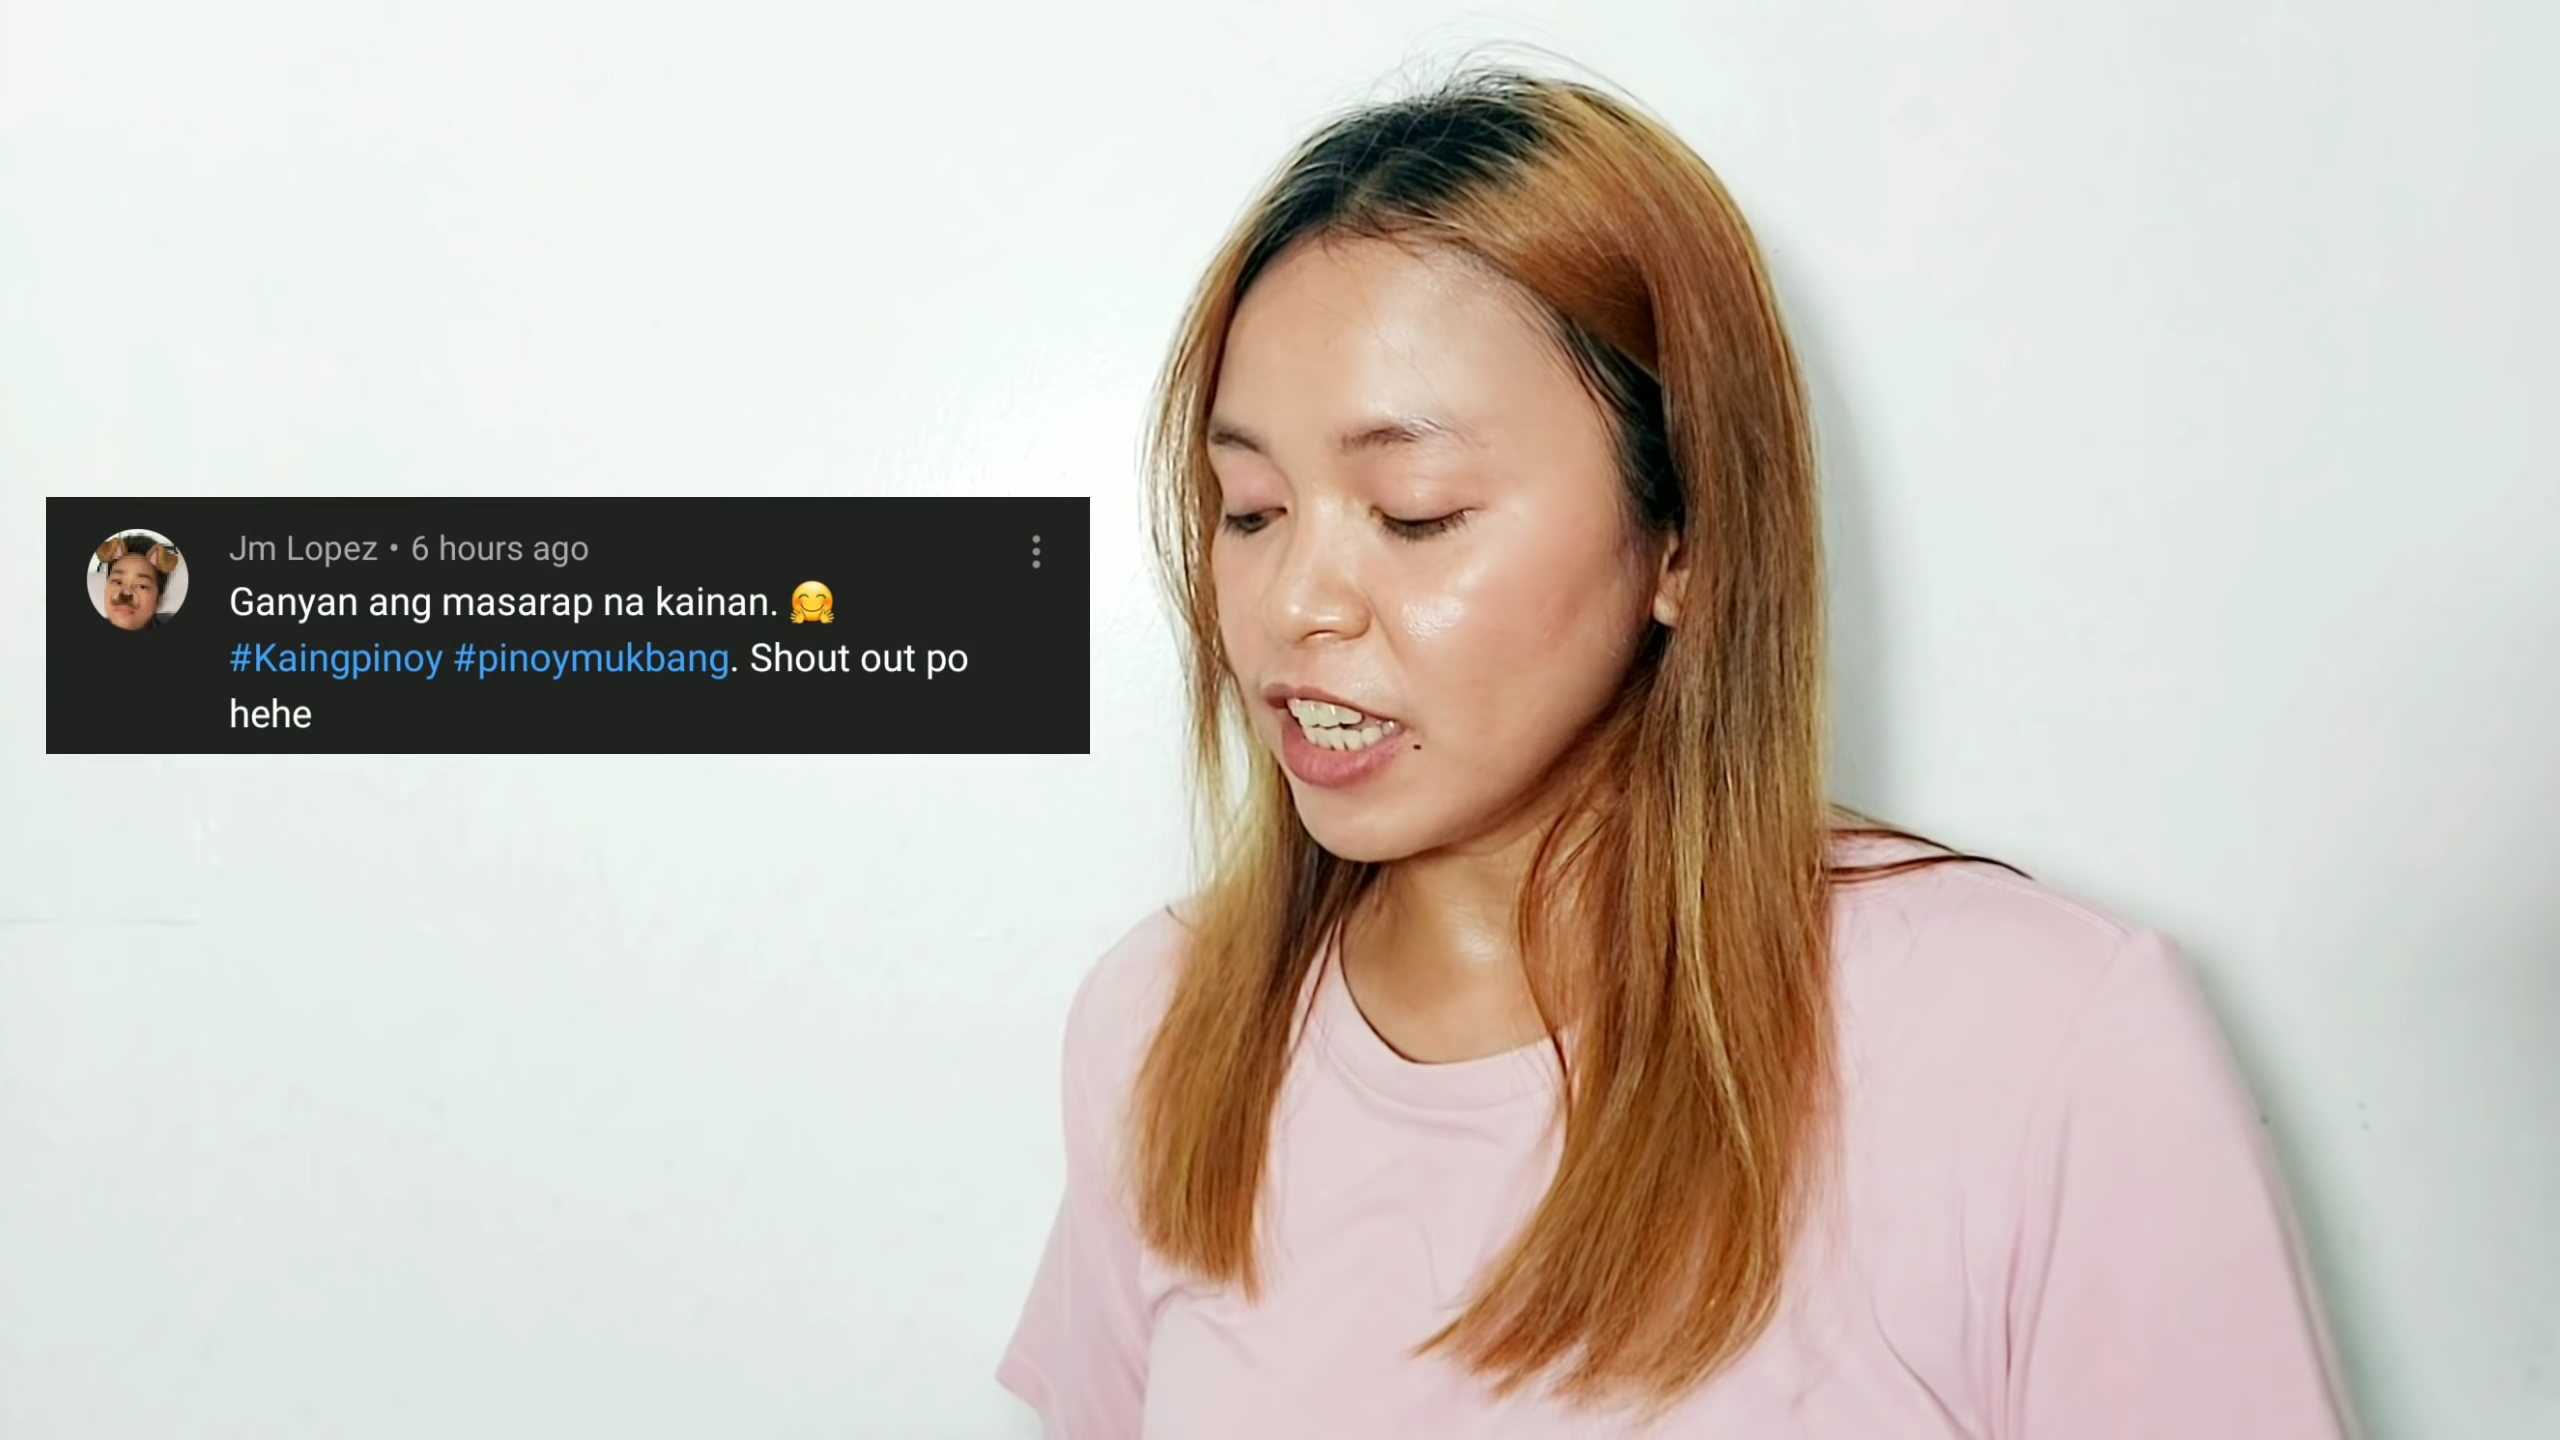 Jm Lopez • 6 hours ago
Ganyan ang masarap na kainan. 🤗
#Kaingpinoy #pinoymukbang. Shout out po
hehe